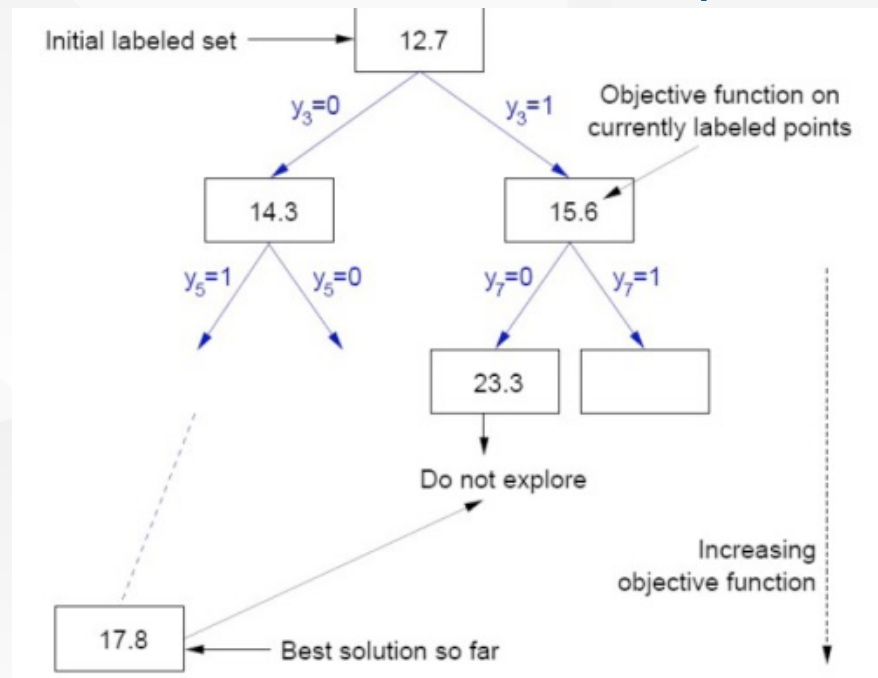 Initial labeled set
12.7
y₃=0
y₃=1
Objective function on
currently labeled points
14.3
15.6
y₅=1
y₅=0
y₇=0
y₇=1
23.3
Do not explore
Increasing
objective function
17.8
Best solution so far